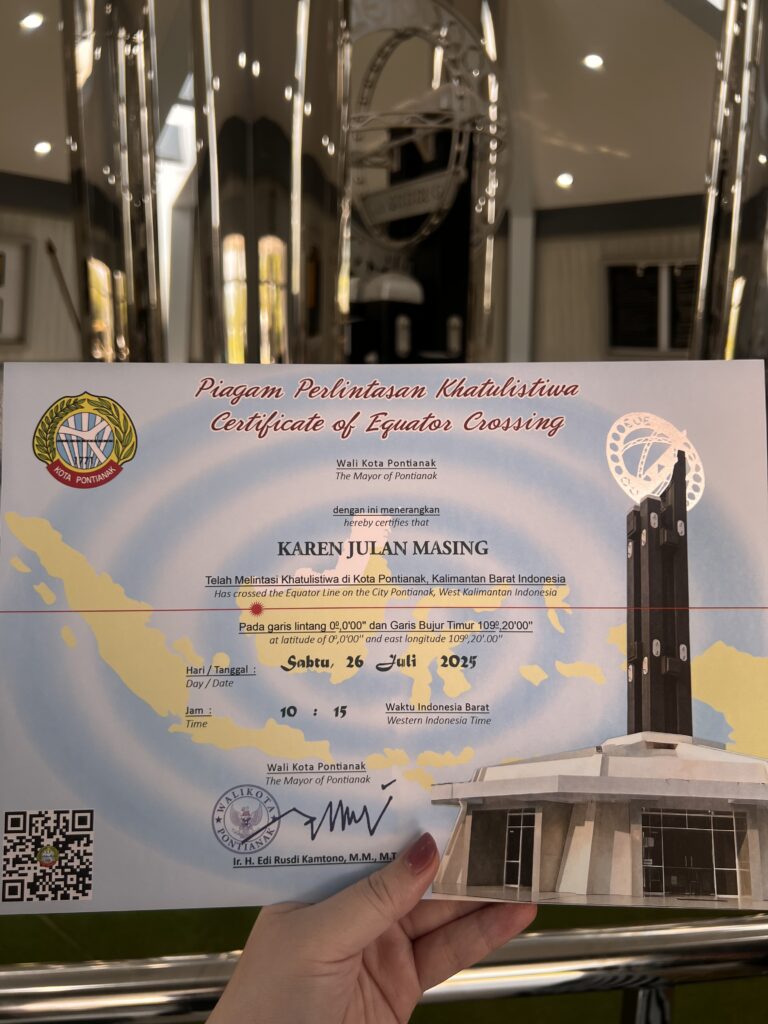 Piagam Perlintasan Khatulistiwa
Certificate of Equator Crossing
1771
KOTA PONTIANAK
Wali Kota Pontianak
The Mayor of Pontianak
dengan ini menerangkan
hereby certifies that
KAREN JULAN MASING
Telah Melintasi Khatulistiwa di Kota Pontianak, Kalimantan Barat Indonesia
Has crossed the Equator Line on the City Pontianak, West Kalimantan Indonesia
Pada garis lintang 0º,0'00" dan Garis Bujur Timur 109º,20'00"
at latitude of 0º,0'00" and east longitude 109º,20'.00"
Hari / Tanggal : Sabtu, 26 Juli 2025
Day / Date
Jam : 10 : 15 Waktu Indonesia Barat
Time Western Indonesia Time
Wali Kota Pontianak
The Mayor of Pontianak
WALIKOTA
PONTIANAK
Ir. H. Edi Rusdi Kamtono, M.M., M.T